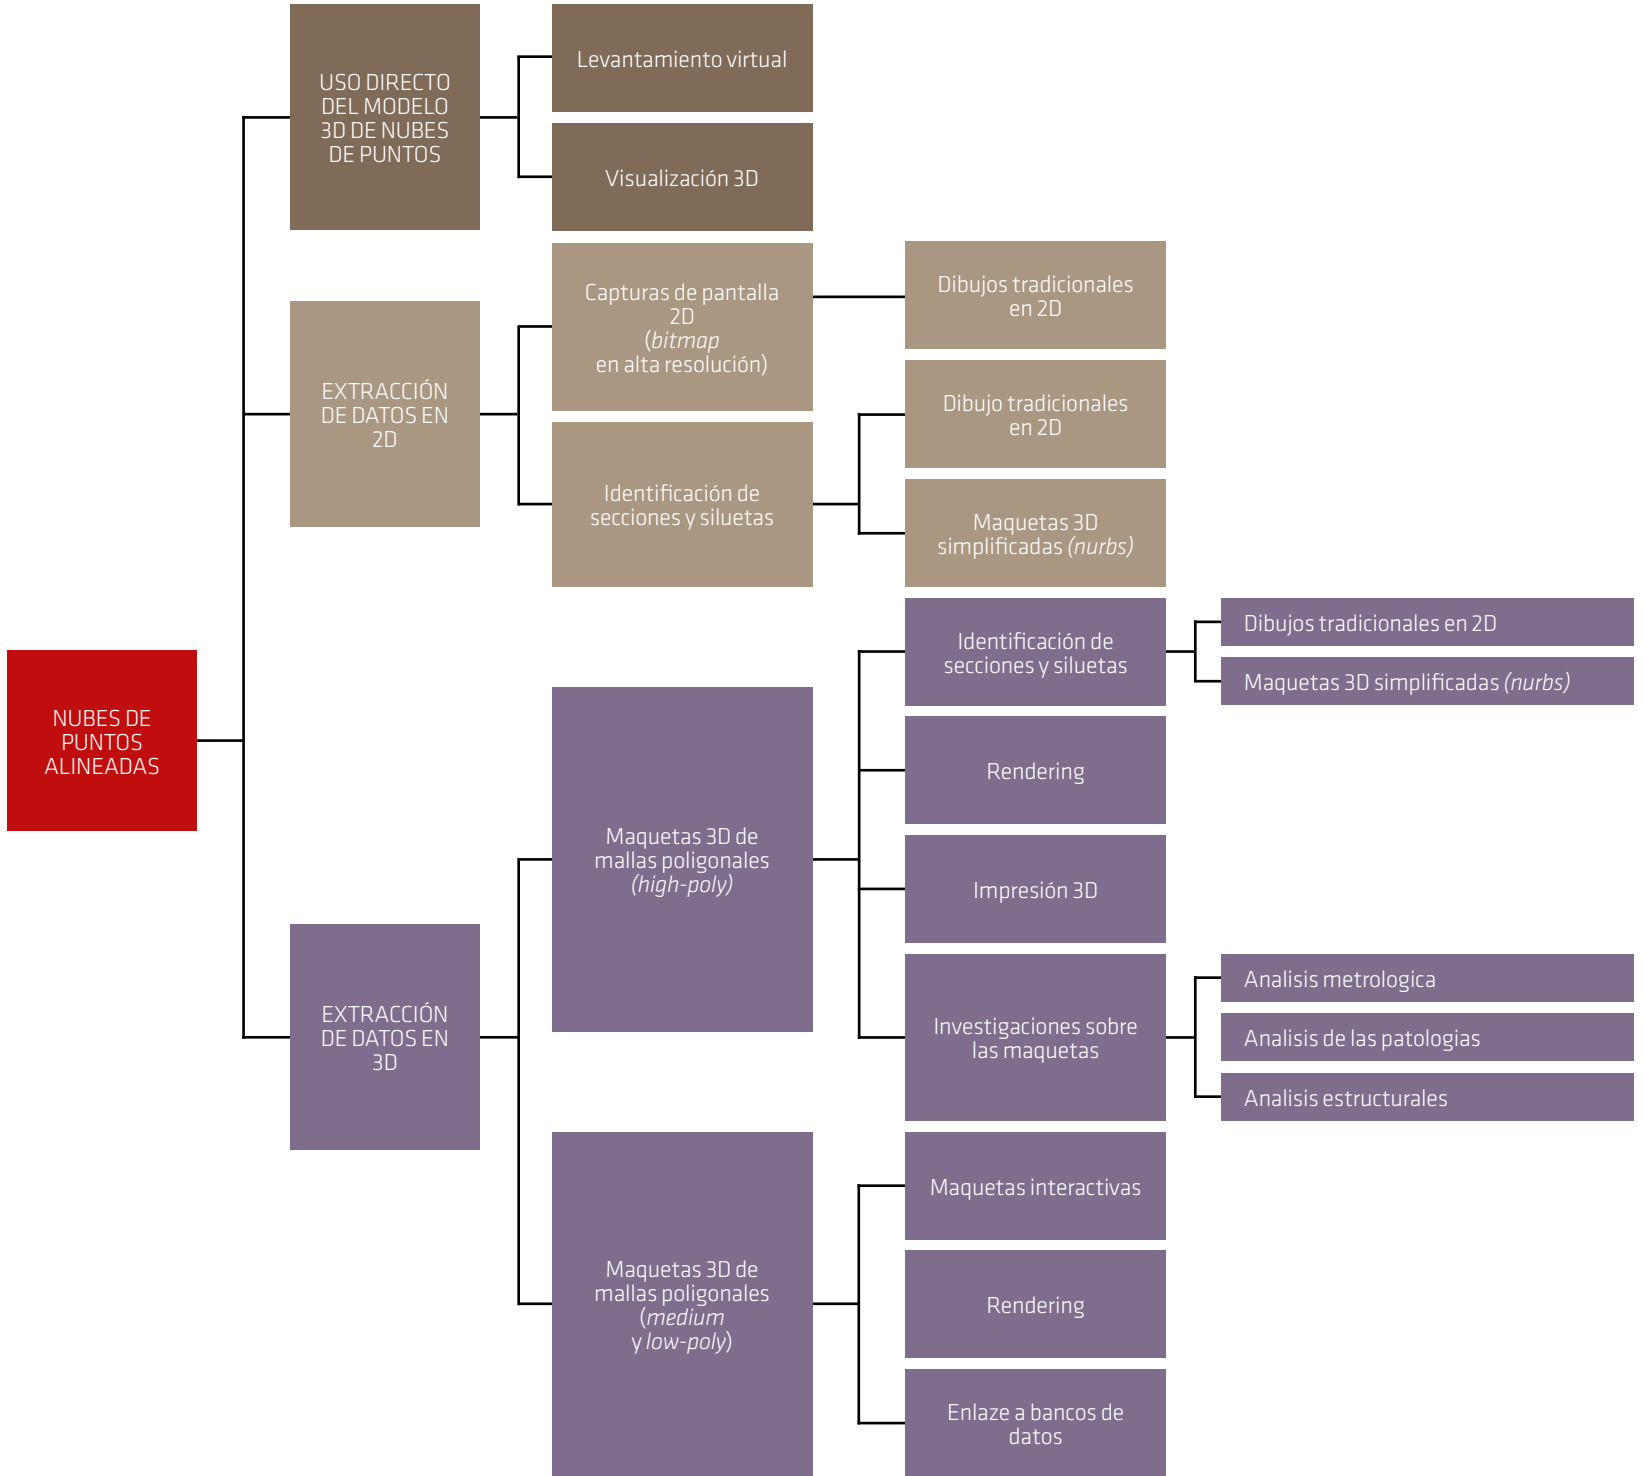 USO DIRECTO
DEL MODELO
3D DE NUBES
DE PUNTOS
Levantamiento virtual
Visualización 3D
EXTRACCIÓN
DE DATOS EN
2D
Capturas de pantalla
2D
(bitmap
en alta resolución)
Dibujos tradicionales
en 2D
Identificación de
secciones y siluetas
Dibujo tradicionales
en 2D
Maquetas 3D
simplificadas (nurbs)
NUBES DE
PUNTOS
ALINEADAS
EXTRACCIÓN
DE DATOS EN
3D
Maquetas 3D de
mallas poligonales
(high-poly)
Identificación de
secciones y siluetas
Dibujos tradicionales en 2D
Maquetas 3D simplificadas (nurbs)
Rendering
Impresión 3D
Investigaciones sobre
las maquetas
Analisis metrologica
Analisis de las patologias
Analisis estructurales
Maquetas 3D de
mallas poligonales
(medium
y low-poly)
Maquetas interactivas
Rendering
Enlaze a bancos de
datos